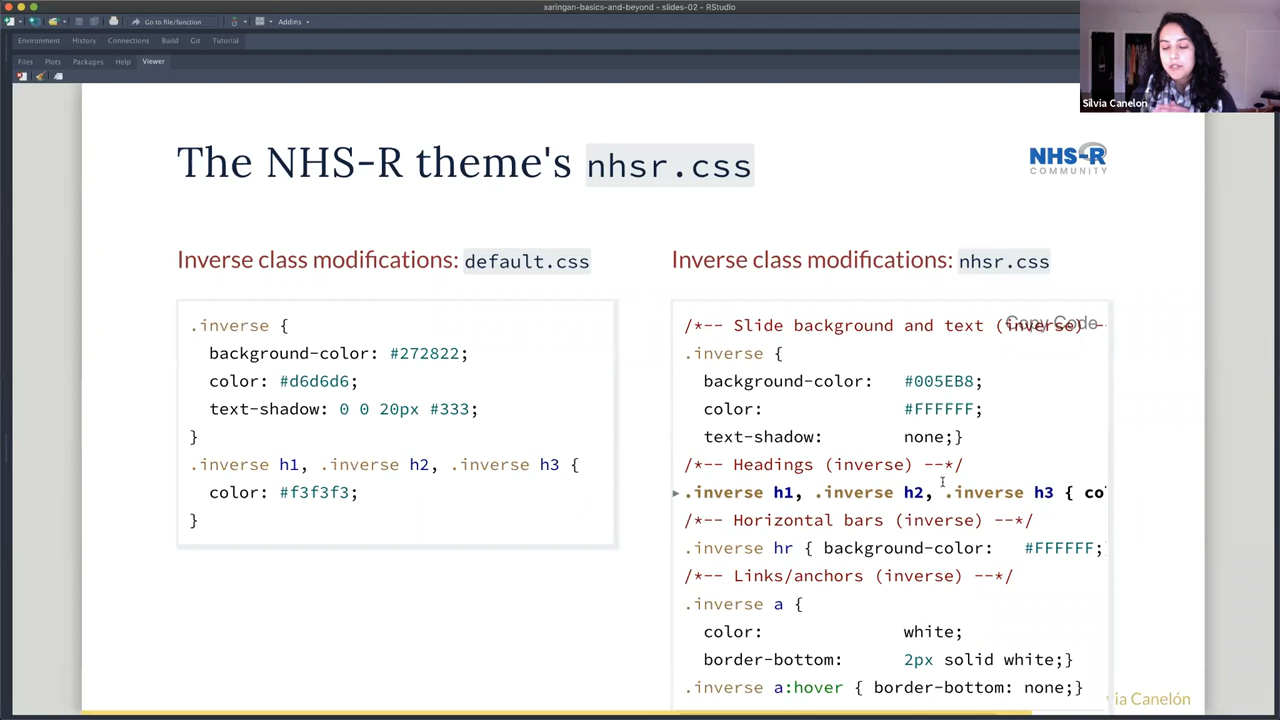 xaringan-basics-and-beyond - slides-02 - RStudio
Go to file/function
Addins
Environment History Connections Build Git Tutorial
Files Plots Packages Help Viewer
Silvia Canelon
The NHS-R theme's nhsr.css
NHS-R
COMMUNITY
Inverse class modifications: default.css
.inverse {
background-color: #272822;
color: #d6d6d6;
text-shadow: 0 0 20px #333;
}
.inverse h1, .inverse h2, .inverse h3 {
color: #f3f3f3;
}
Inverse class modifications: nhsr.css
Copy Code
/*-- Slide background and text (inverse) -
.inverse {
background-color: #005EB8;
color: #FFFFFF;
text-shadow: none;}
/*-- Headings (inverse) --*/
.inverse h1, .inverse h2, .inverse h3 { co
/*-- Horizontal bars (inverse) --*/
.inverse hr { background-color: #FFFFFF;
/*-- Links/anchors (inverse) --*/
.inverse a {
color: white;
border-bottom: 2px solid white;}
.inverse a:hover { border-bottom: none;}
via Canelón